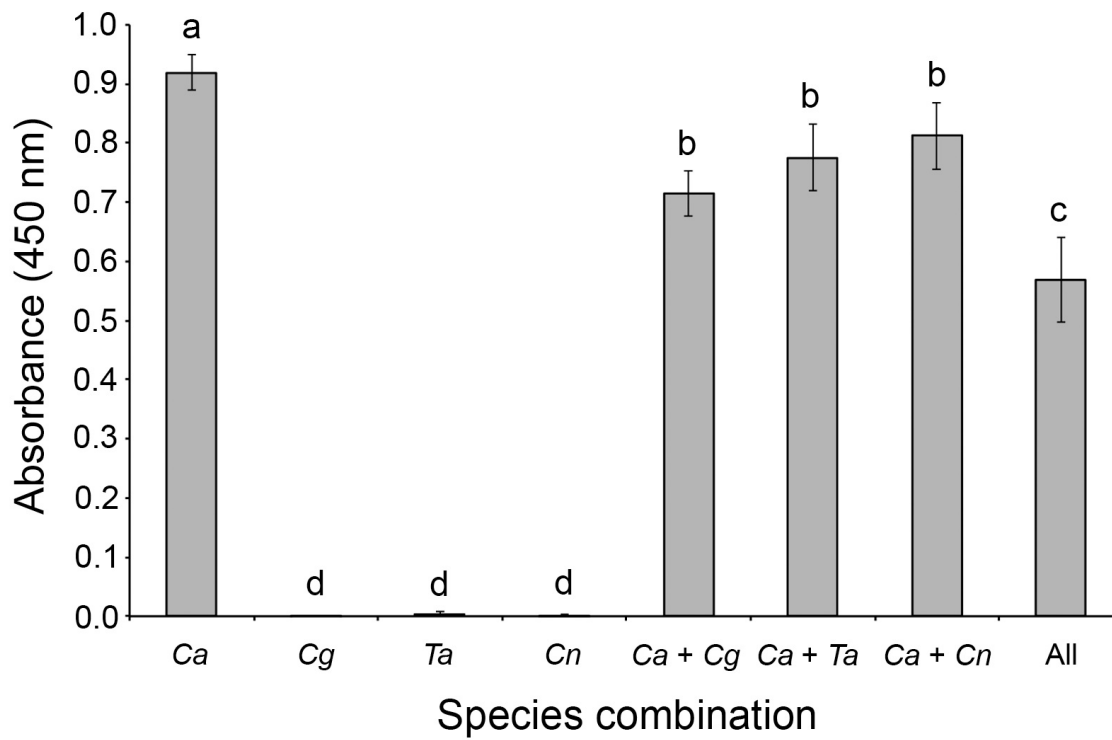 Absorbance (450 nm)
1.0
0.9
0.8
0.7
0.6
0.5
0.4
0.3
0.2
0.1
0.0
a
d
d
d
b
b
b
c
Ca Cg Ta Cn Ca + Cg Ca + Ta Ca + Cn All
Species combination